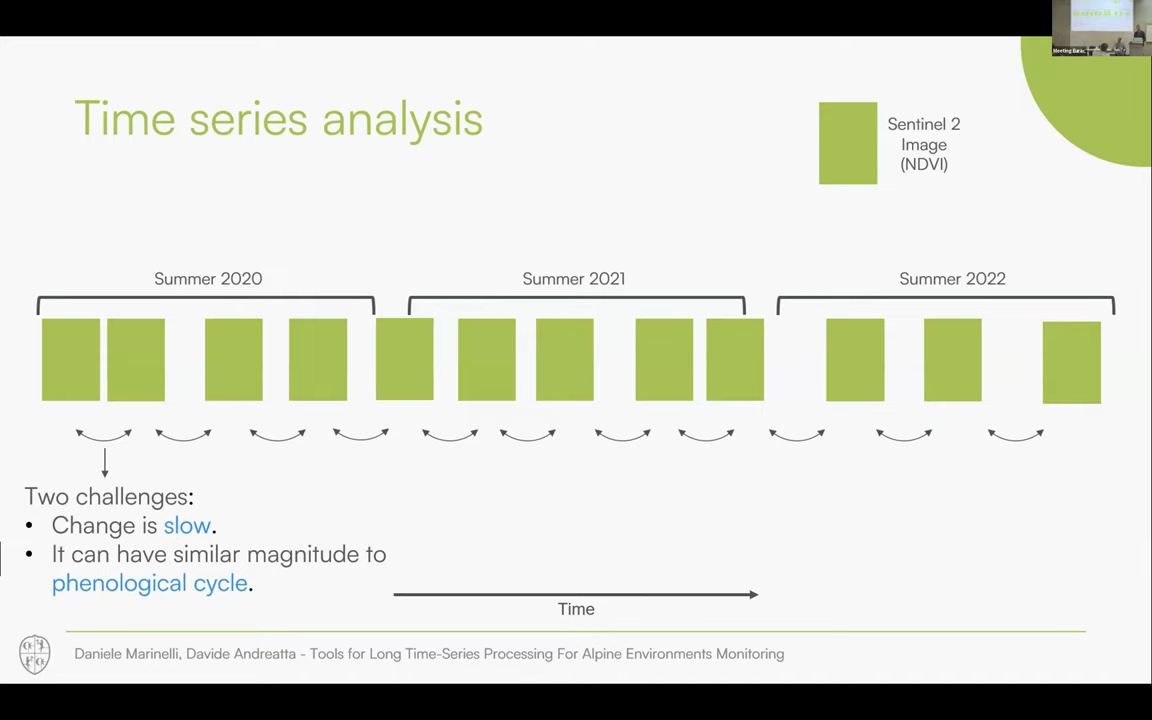 Time series analysis
Sentinel 2
Image
(NDVI)
Summer 2020
Summer 2021
Summer 2022
Two challenges:
• Change is slow.
• It can have similar magnitude to
phenological cycle.
Time
Daniele Marinelli, Davide Andreatta - Tools for Long Time-Series Processing For Alpine Environments Monitoring